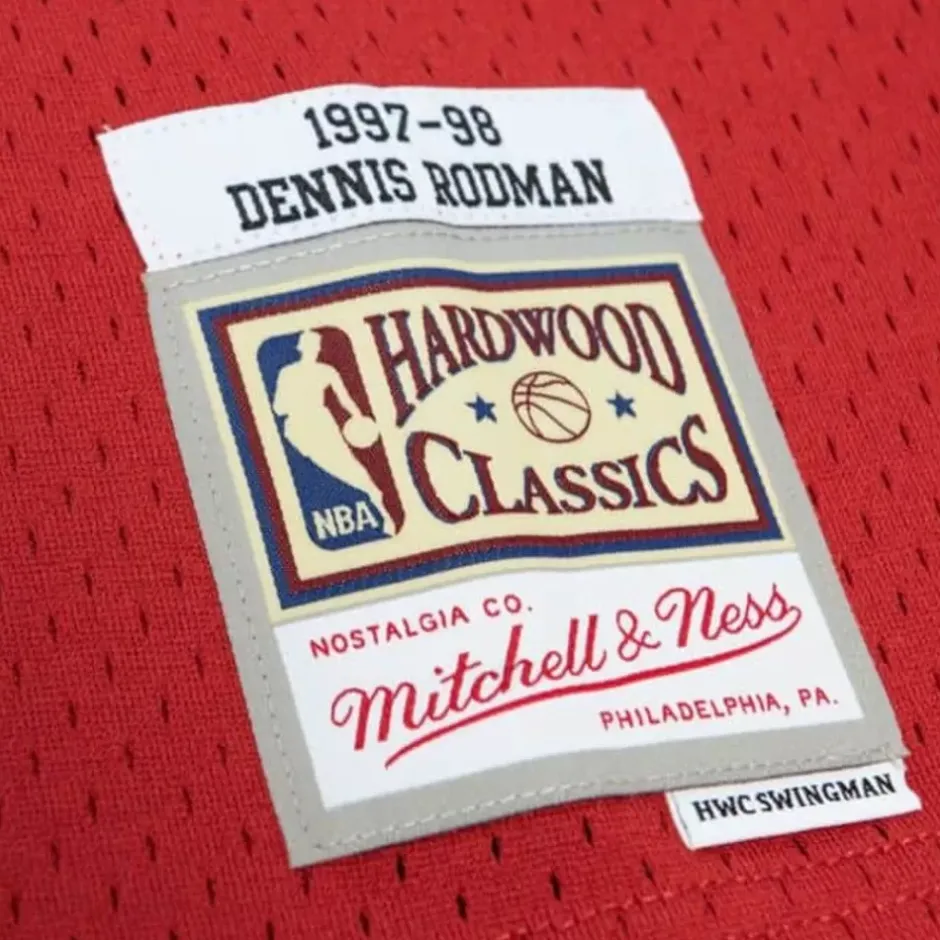 1997-98
DENNIS RODMAN
HARDWOOD
CLASSICS
NBA
NOSTALGIA CO.
Mitchell & Ness
PHILADELPHIA, PA.
HWC SWINGMAN